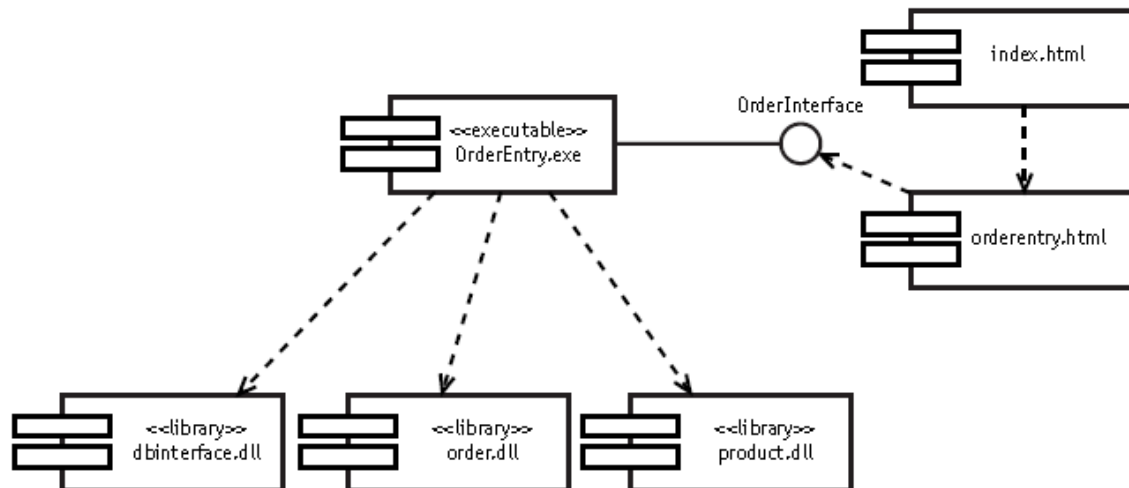 index.html
OrderInterface
<<executable>>
OrderEntry.exe
orderentry.html
<<library>>
dbinterface.dll
<<library>>
order.dll
<<library>>
product.dll